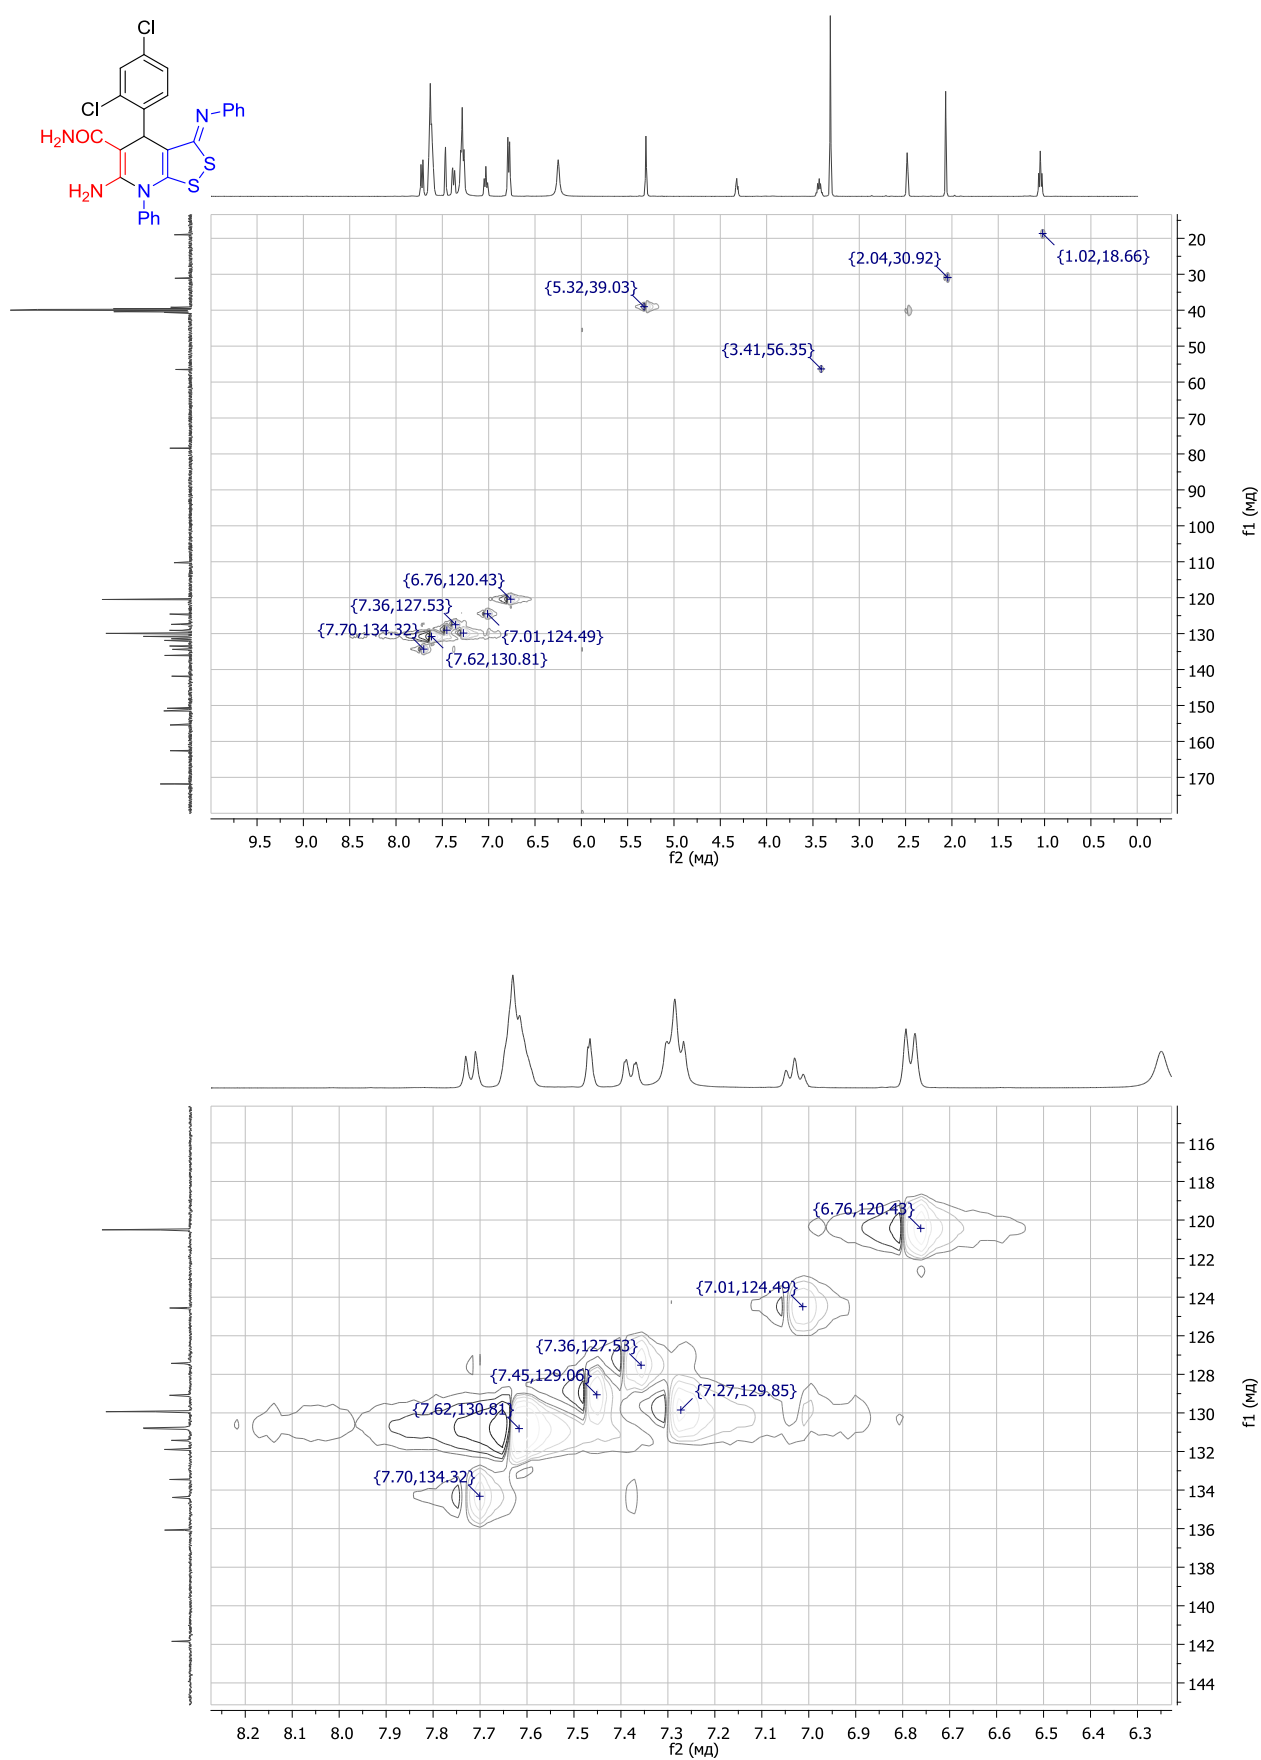 Cl
Cl
N
Ph
H₂NOC
S
S
H₂N
N
Ph
{2.04,30.92}
{1.02,18.66}
{5.32,39.03}
{3.41,56.35}
{6.76,120.43}
{7.36,127.53}
{7.70,134.32}
{7.01,124.49}
{7.62,130.81}
20
30
40
50
60
70
80
90
100
110
120
130
140
150
160
170
f1 (мд)
9.5 9.0 8.5 8.0 7.5 7.0 6.5 6.0 5.5 5.0 4.5 4.0 3.5 3.0 2.5 2.0 1.5 1.0 0.5 0.0
f2 (мд)
{6.76,120.43}
{7.01,124.49}
{7.36,127.53}
{7.45,129.06}
{7.27,129.85}
{7.62,130.81}
{7.70,134.32}
116
118
120
122
124
126
128
130
132
134
136
138
140
142
144
f1 (мд)
8.2 8.1 8.0 7.9 7.8 7.7 7.6 7.5 7.4 7.3 7.2 7.1 7.0 6.9 6.8 6.7 6.6 6.5 6.4 6.3
f2 (мд)